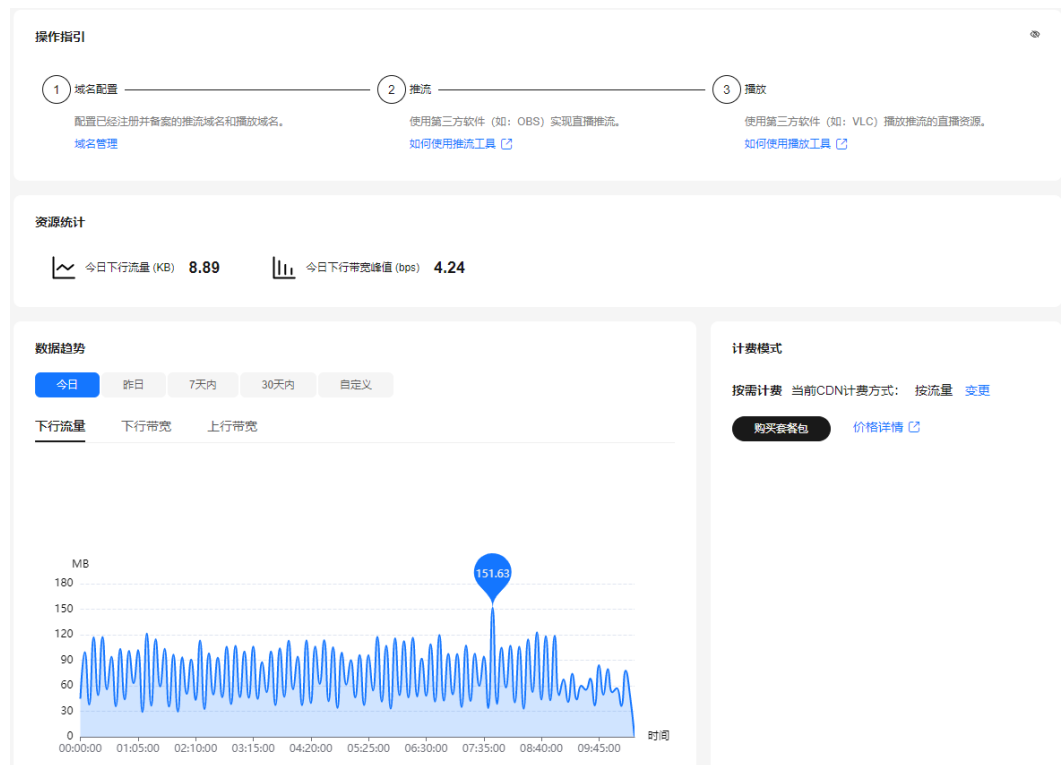 操作指引
1 域名配置
配置已经注册并备案的推流域名和播放域名。
域名管理
2 推流
使用第三方软件（如：OBS）实现直播推流。
如何使用推流工具
3 播放
使用第三方软件（如：VLC）播放推流的直播资源。
如何使用播放工具
资源统计
今日下行流量 (KB) 8.89
今日下行带宽峰值 (bps) 4.24
数据趋势
今日 昨日 7天内 30天内 自定义
下行流量 下行带宽 上行带宽
MB
180
150
120
90
60
30
0
151.63
00:00:00 01:05:00 02:10:00 03:15:00 04:20:00 05:25:00 06:30:00 07:35:00 08:40:00 09:45:00
时间
计费模式
按需计费 当前CDN计费方式： 按流量 变更
购买套餐包 价格详情